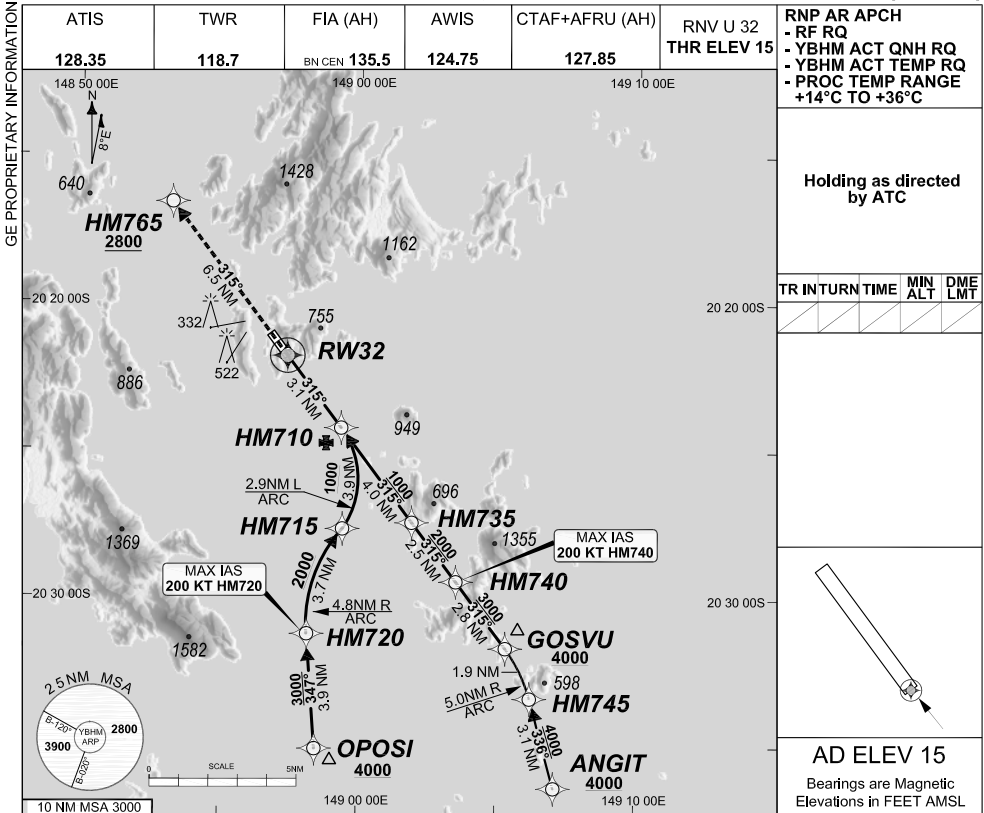 GE PROPRIETARY INFORMATION
ATIS
128.35
TWR
118.7
FIA (AH)
BN CEN 135.5
AWIS
124.75
CTAF+AFRU (AH)
127.85
RNV U 32
THR ELEV 15
RNP AR APCH
- RF RQ
- YBHM ACT QNH RQ
- YBHM ACT TEMP RQ
- PROC TEMP RANGE
+14°C TO +36°C
Holding as directed
by ATC
TR IN TURN TIME MIN ALT DME LMT
148 50 00E
149 00 00E
149 10 00E
N
8°E
640
1428
HM765
2800
1162
315°
6.5 NM
20 20 00S
20 20 00S
332
755
RW32
522
886
315°
3.1 NM
HM710
949
1000
3.9NM
2.9NM L
ARC
1000
315°
4.0 NM
696
HM735
HM715
1369
2000
315°
2.5 NM
1355
MAX IAS
200 KT HM740
HM740
MAX IAS
200 KT HM720
2000
3.7NM
3000
315°
2.8 NM
20 30 00S
20 30 00S
4.8NM R
ARC
HM720
GOSVU
4000
1582
1.9 NM
598
5.0NM R
ARC
HM745
3000
347°
3.9 NM
4000
336°
3.1 NM
25NM MSA
B-120°
YBHM
ARP
2800
3900
B-020°
OPOSI
4000
ANGIT
4000
0
SCALE
5NM
10 NM MSA 3000
149 00 00E
149 10 00E
AD ELEV 15
Bearings are Magnetic
Elevations in FEET AMSL